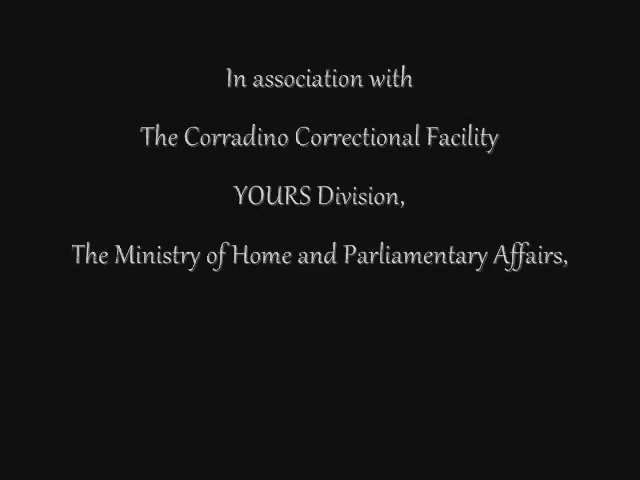 In association with
The Corradino Correctional Facility
YOURS Division,
The Ministry of Home and Parliamentary Affairs,